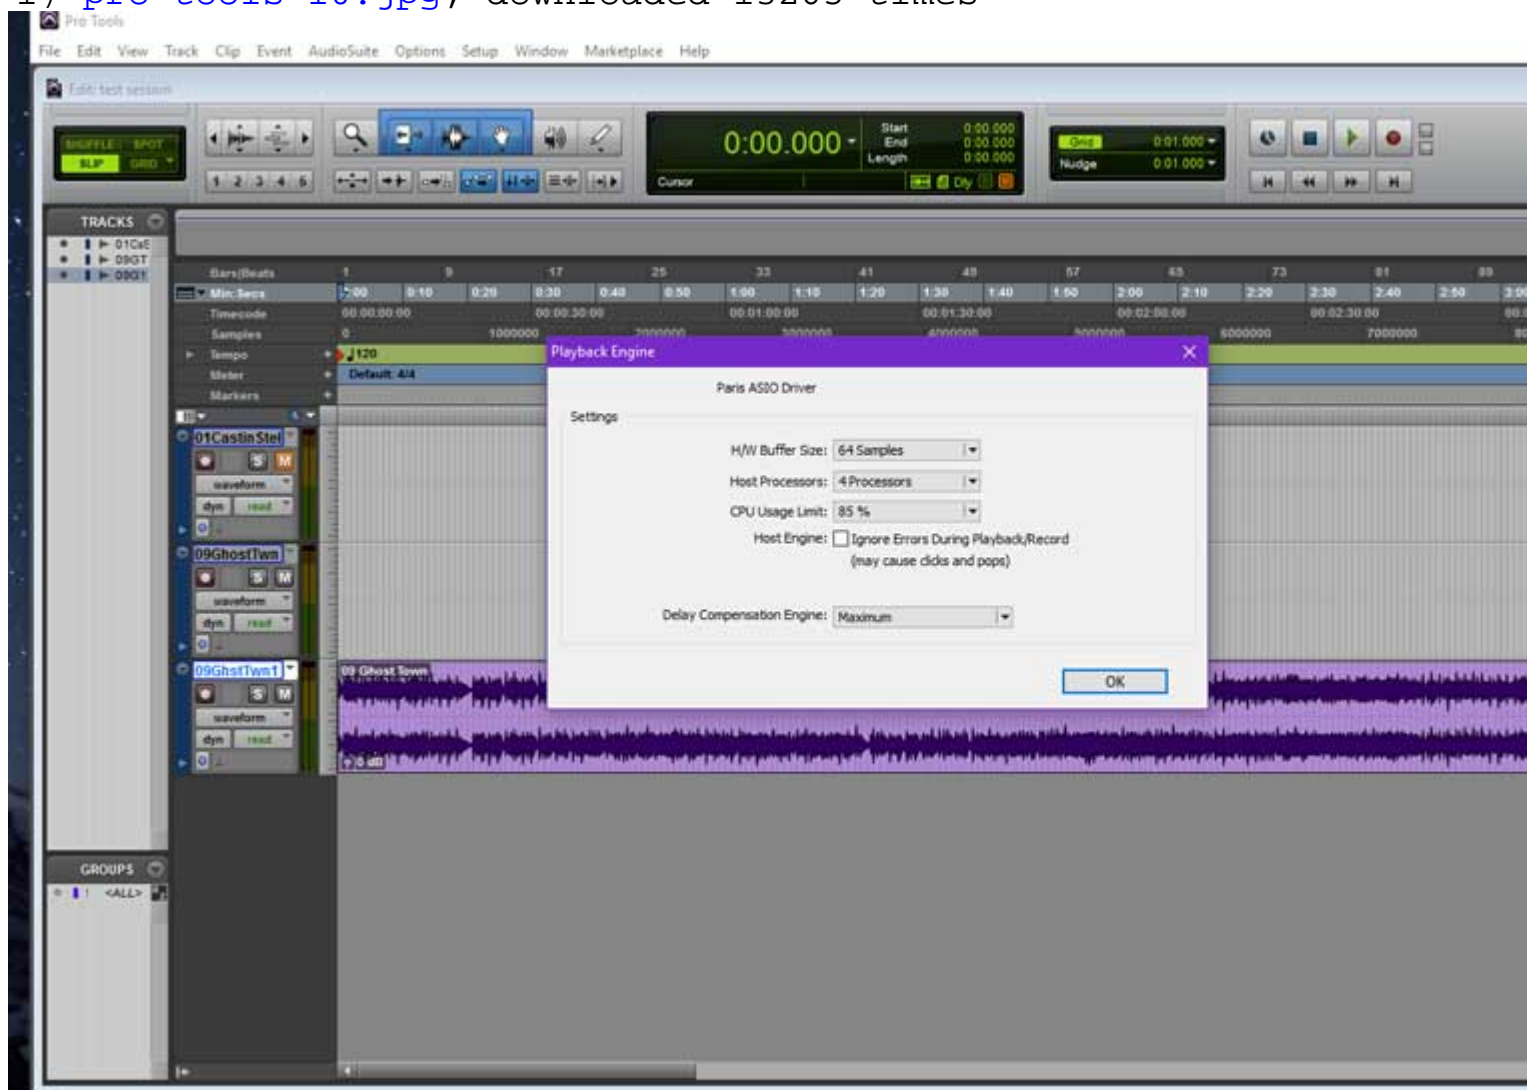 Pro Tools
File Edit View Track Clip Event AudioSuite Options Setup Window Marketplace Help
Edit: test session
SHUFFLE SPOT
SLIP GRID
1 2 3 4 5
0:00.000
Start 0:00.000
End 0:00.000
Length 0:00.000
Cursor
Dly
Grid 0:01.000
Nudge 0:01.000
TRACKS
01CaS
09GT
09G1
Bars|Beats 1 9 17 25 33 41 49 57 65 73 81 89
Min:Secs 0:00 0:10 0:20 0:30 0:40 0:50 1:00 1:10 1:20 1:30 1:40 1:50 2:00 2:10 2:20 2:30 2:40 2:50 3:00
Timecode 00:00:00:00 00:00:30:00 00:01:00:00 00:01:30:00 00:02:00:00 00:02:30:00
Samples 0 1000000 2000000 3000000 4000000 5000000 6000000 7000000
Tempo 120
Meter Default: 4/4
Markers
Playback Engine
Paris ASIO Driver
Settings
H/W Buffer Size: 64 Samples
Host Processors: 4 Processors
CPU Usage Limit: 85 %
Host Engine: Ignore Errors During Playback/Record
(may cause clicks and pops)
Delay Compensation Engine: Maximum
OK
01CastinStel
S M
waveform
dyn read
09GhostTwn
S M
waveform
dyn read
09GhstTwn1
S M
waveform
dyn read
09 Ghost Town
0 dB
GROUPS
! <ALL>